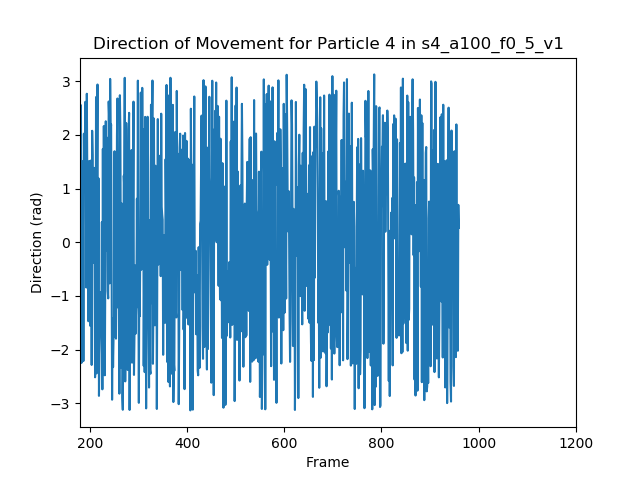 Direction of Movement for Particle 4 in s4_a100_f0_5_v1
Direction (rad)
3
2
1
0
−1
−2
−3
200 400 600 800 1000 1200
Frame